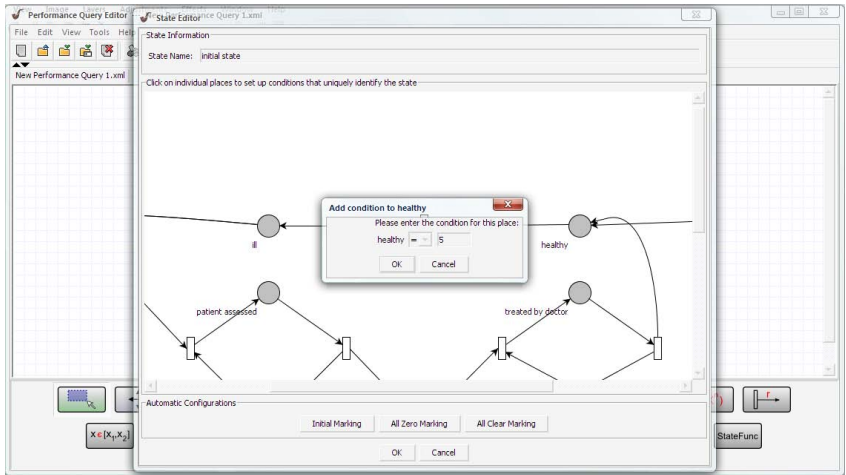 Performance Query Editor
State Editor
File Edit View Tools Help
New Performance Query 1.xml
State Information
State Name: initial state
Click on individual places to set up conditions that uniquely identify the state
Add condition to healthy
Please enter the condition for this place:
healthy = 5
OK Cancel
ill
healthy
patient assessed
treated by doctor
Automatic Configurations
Initial Marking All Zero Marking All Clear Marking
OK Cancel
X ϵ [X₁,X₂]
r
StateFunc